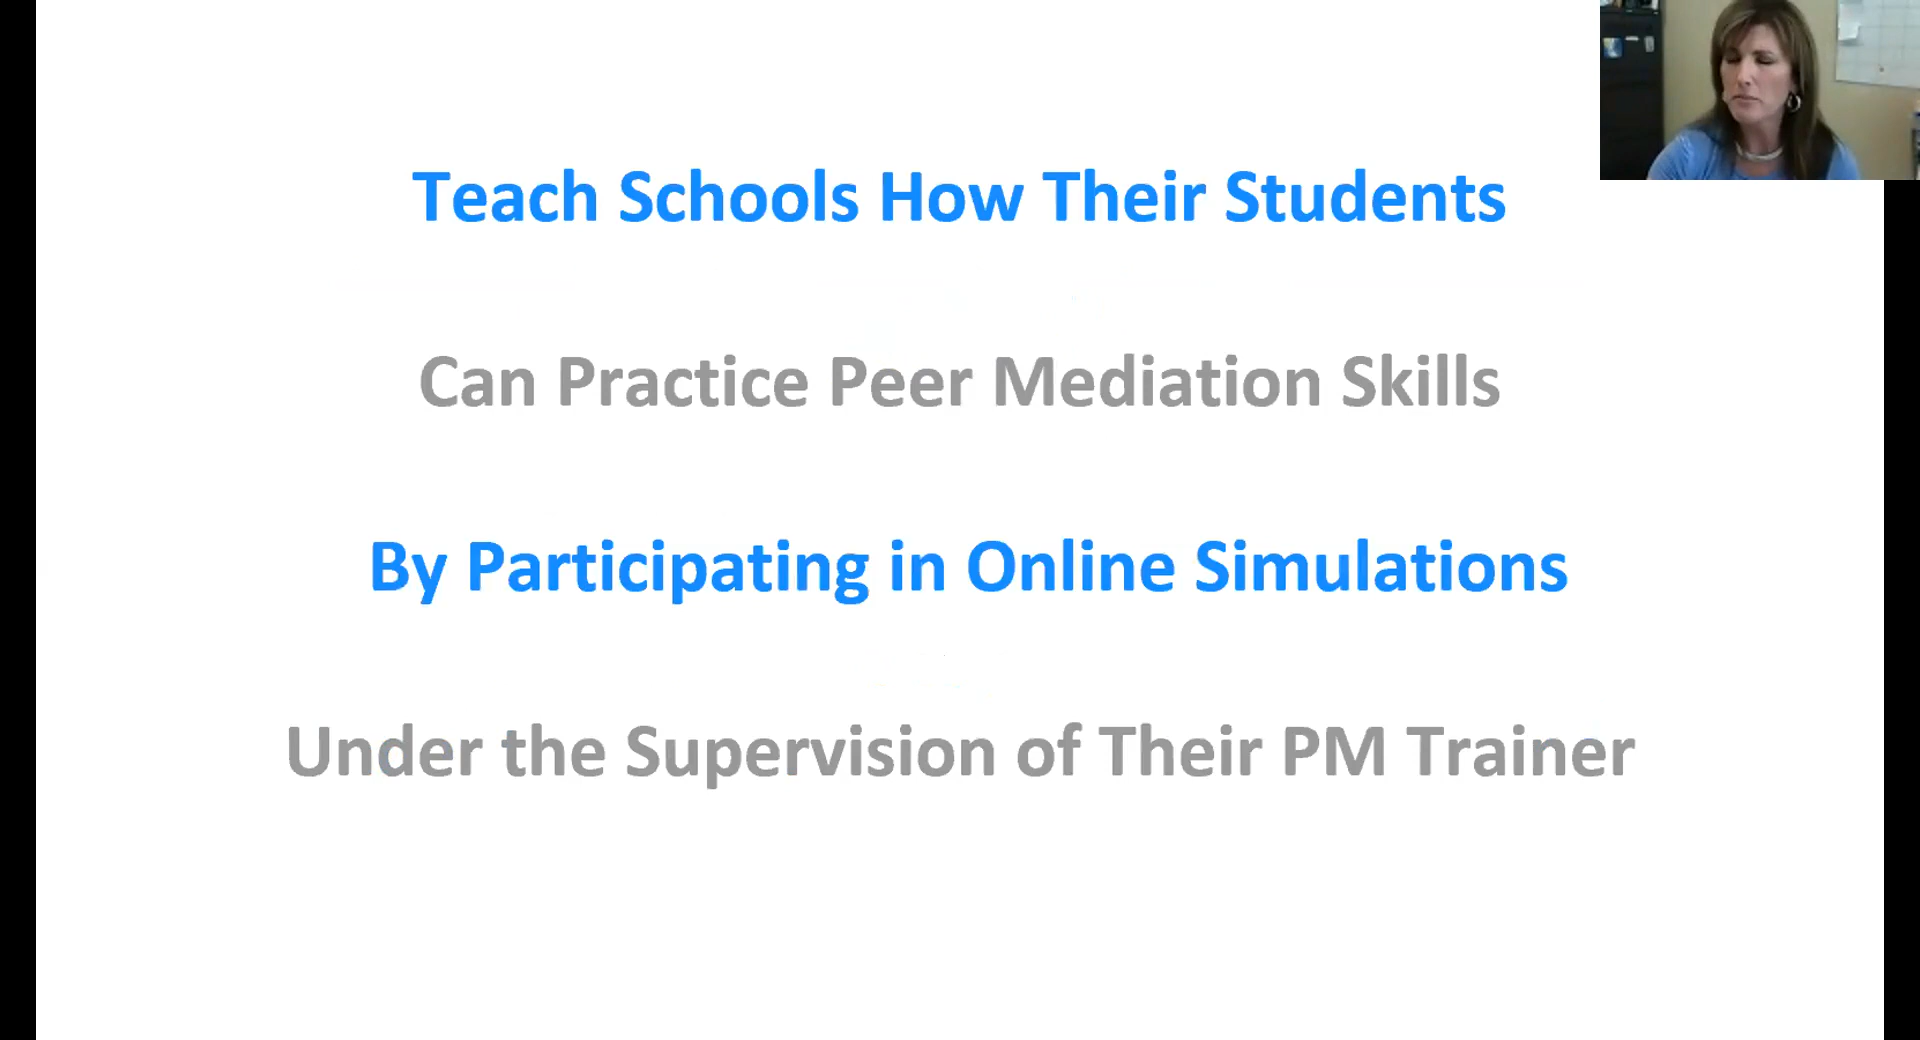 Teach Schools How Their Students
Can Practice Peer Mediation Skills
By Participating in Online Simulations
Under the Supervision of Their PM Trainer